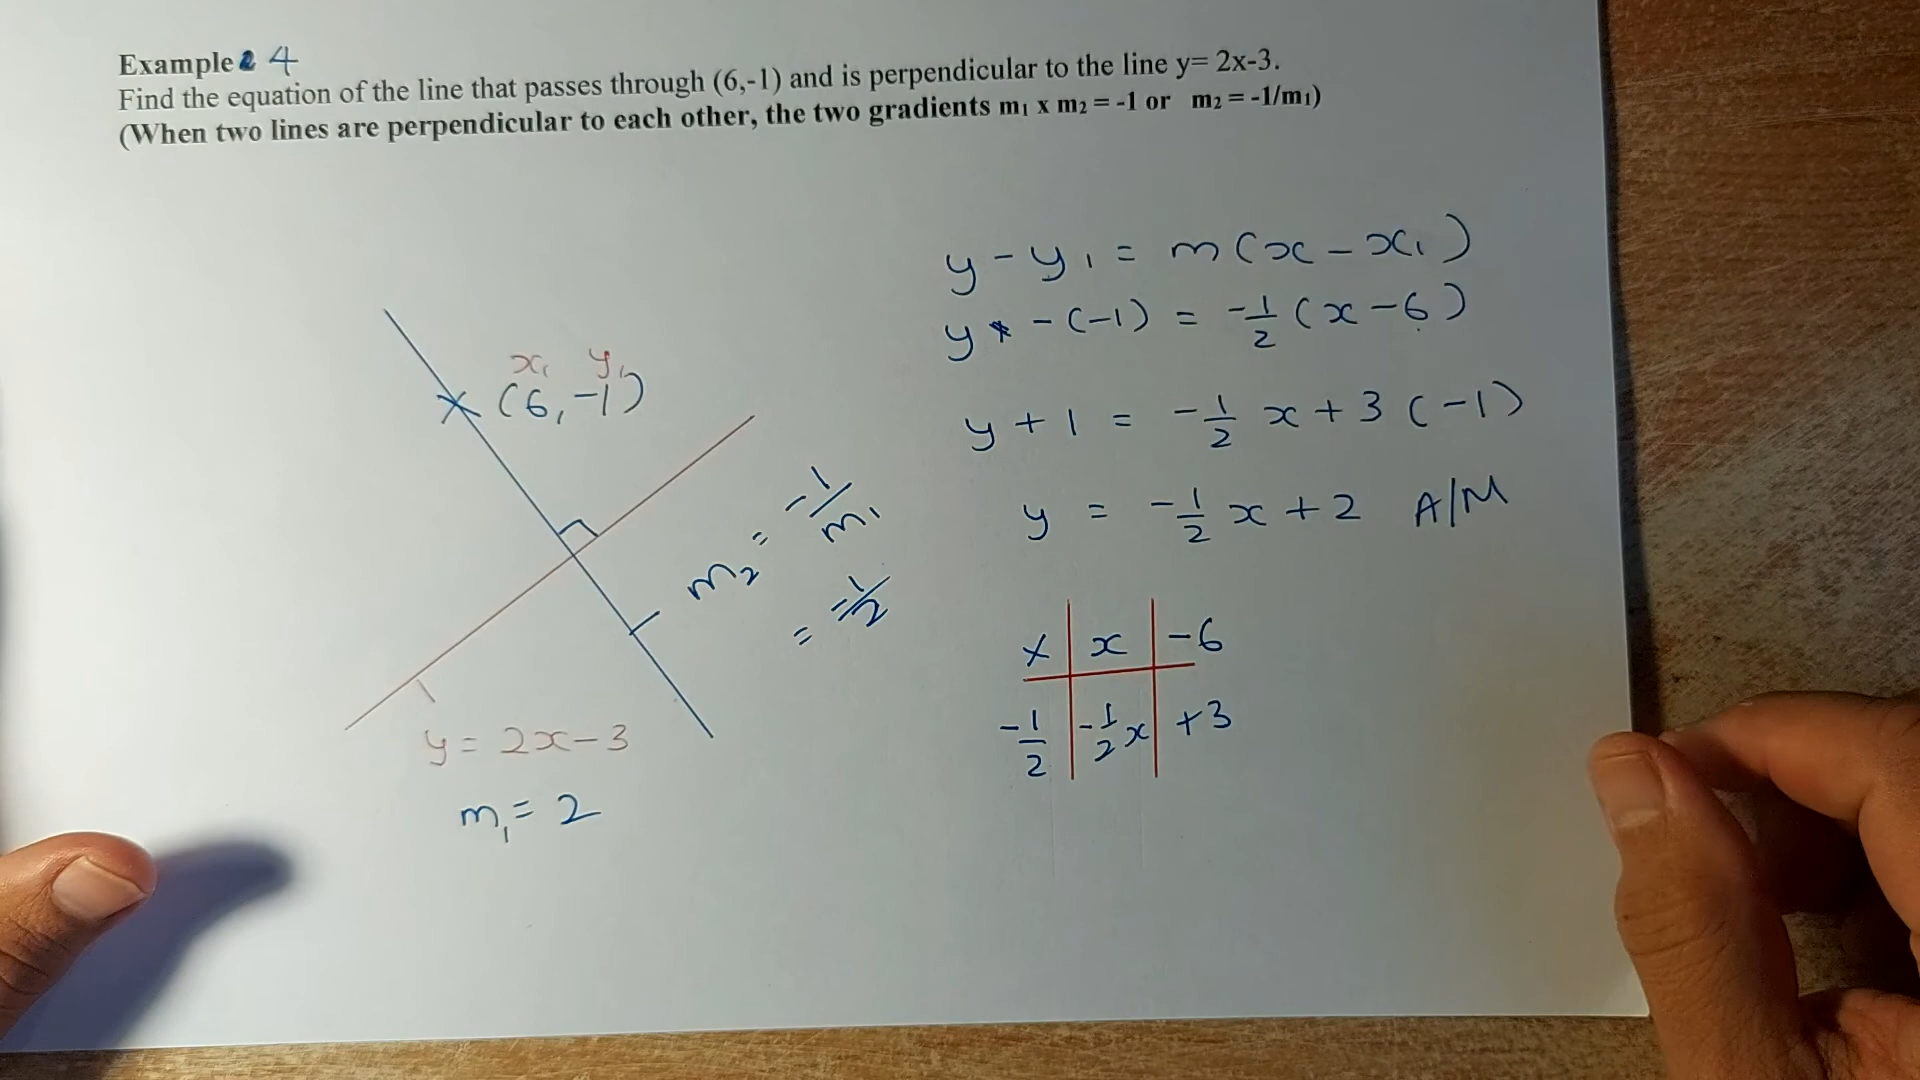 Example 4
Find the equation of the line that passes through (6,-1) and is perpendicular to the line y= 2x-3.
(When two lines are perpendicular to each other, the two gradients m₁ x m₂ = -1 or m₂ = -1/m₁)
y - y₁ = m(x - x₁)
y - (-1) = -1/2 (x - 6)
y + 1 = -1/2 x + 3 (-1)
y = -1/2 x + 2 A/M
x₁ y₁
(6, -1)
m₂ = -1/m₁
= -1/2
y = 2x - 3
m₁ = 2
× x -6
-1/2 -1/2 x +3